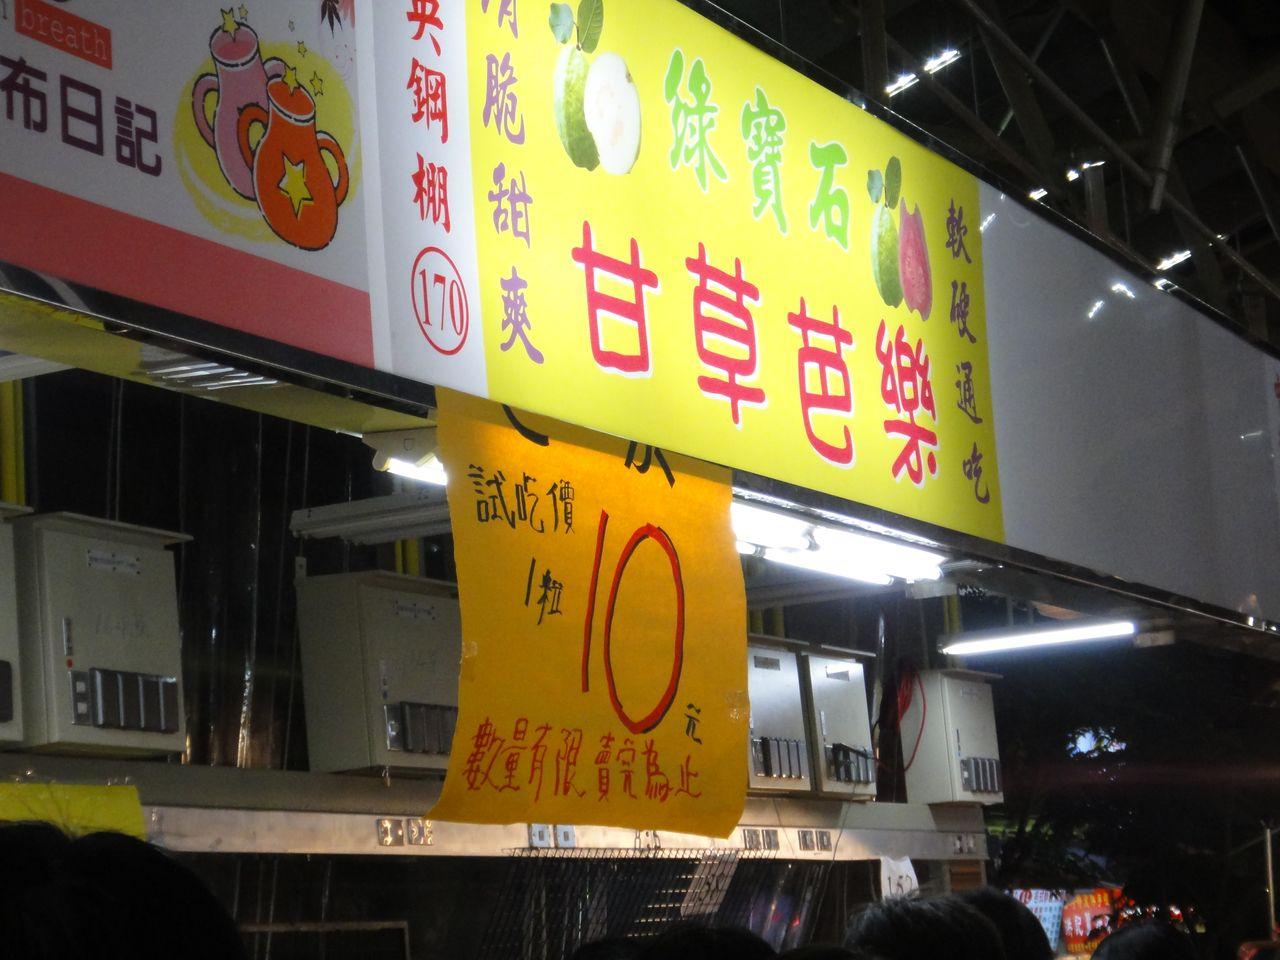 breath
布日記
英鋼棚
170
脆甜爽
綠寶石
甘草芭樂
軟硬通吃
試吃價
1粒
10
元
數量有限 賣完為止